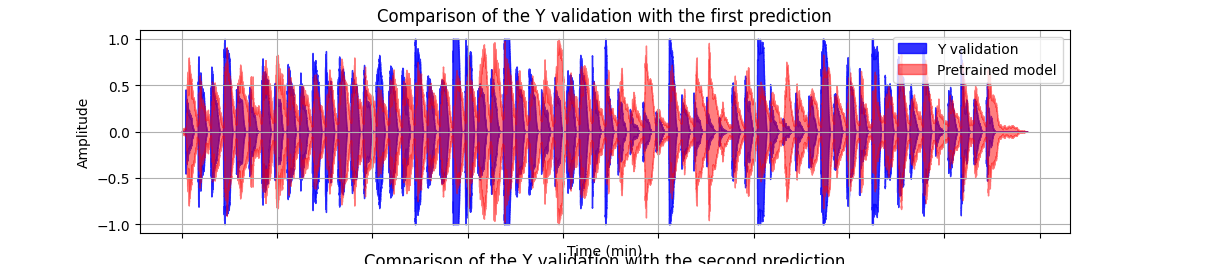 Comparison of the Y validation with the first prediction
1.0
0.5
0.0
−0.5
−1.0
Amplitude
Y validation
Pretrained model
Time (min)
Comparison of the Y validation with the second prediction